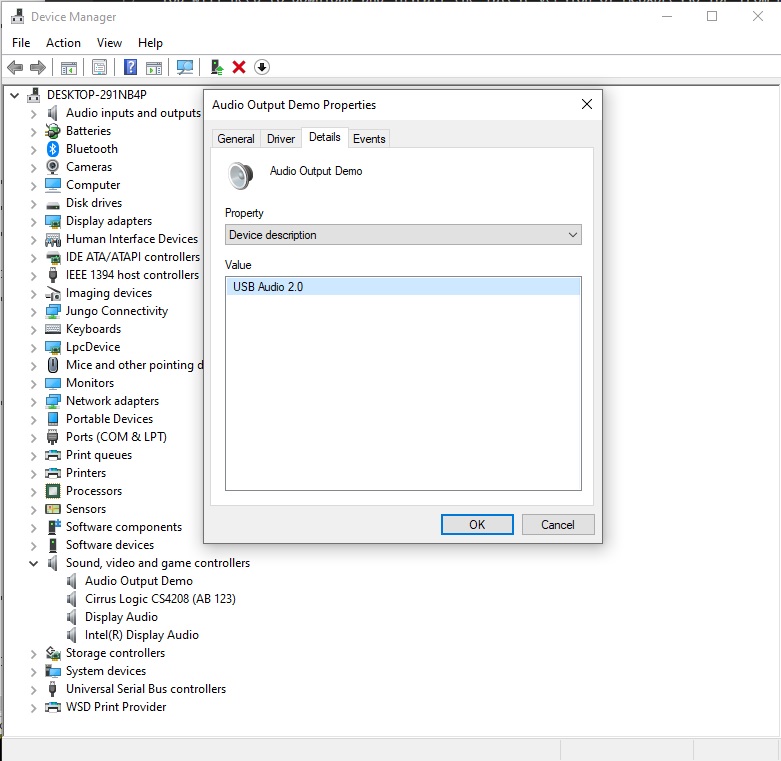 Device Manager
File Action View Help
DESKTOP-291NB4P
Audio inputs and outputs
Batteries
Bluetooth
Cameras
Computer
Disk drives
Display adapters
Human Interface Devices
IDE ATA/ATAPI controllers
IEEE 1394 host controllers
Imaging devices
Jungo Connectivity
Keyboards
LpcDevice
Mice and other pointing d
Monitors
Network adapters
Portable Devices
Ports (COM & LPT)
Print queues
Printers
Processors
Sensors
Software components
Software devices
Sound, video and game controllers
Audio Output Demo
Cirrus Logic CS4208 (AB 123)
Display Audio
Intel(R) Display Audio
Storage controllers
System devices
Universal Serial Bus controllers
WSD Print Provider
Audio Output Demo Properties
General Driver Details Events
Audio Output Demo
Property
Device description
Value
USB Audio 2.0
OK Cancel